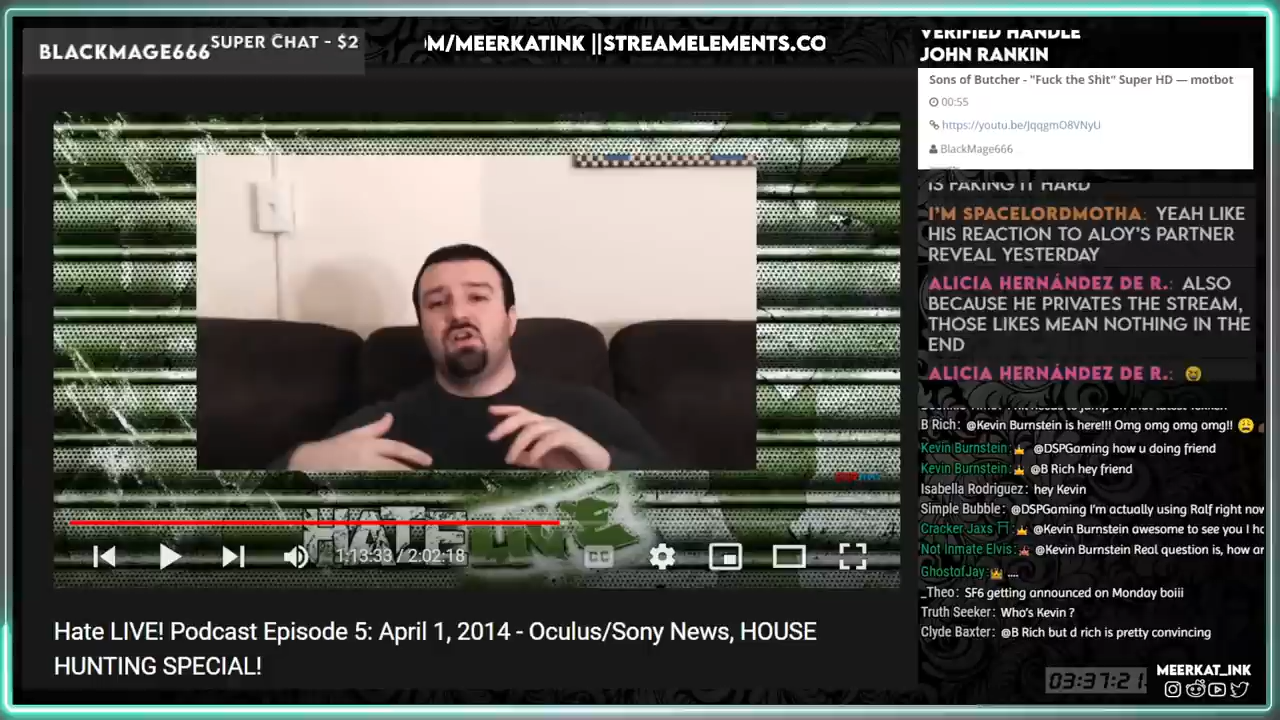 BLACKMAGE666 SUPER CHAT - $2
M/MEERKATINK ||STREAMELEMENTS.CO
VERIFIED HANDLE
JOHN RANKIN
Sons of Butcher - "Fuck the Shit" Super HD — motbot
00:55
https://youtu.be/JqqgmO8VNyU
BlackMage666
IS FAKING IT HARD
I'M SPACELORDMOTHA: YEAH LIKE
HIS REACTION TO ALOY'S PARTNER
REVEAL YESTERDAY
ALICIA HERNÁNDEZ DE R.: ALSO
BECAUSE HE PRIVATES THE STREAM,
THOSE LIKES MEAN NOTHING IN THE
END
ALICIA HERNÁNDEZ DE R.: 😆
B Rich: @Kevin Burnstein is here!!! Omg omg omg omg!! 😩
Kevin Burnstein: @DSPGaming how u doing friend
Kevin Burnstein: @B Rich hey friend
Isabella Rodriguez: hey Kevin
Simple Bubble: @DSPGaming I'm actually using Ralf right now
Cracker Jaxs: @Kevin Burnstein awesome to see you I ho
Not Inmate Elvis: @Kevin Burnstein Real question is, how ar
GhostofJay: ....
_Theo: SF6 getting announced on Monday boiii
Truth Seeker: Who's Kevin ?
Clyde Baxter: @B Rich but d rich is pretty convincing
HATE LIVE
1:13:33 / 2:02:18
CC
Hate LIVE! Podcast Episode 5: April 1, 2014 - Oculus/Sony News, HOUSE
HUNTING SPECIAL!
03:37:21
MEERKAT_INK